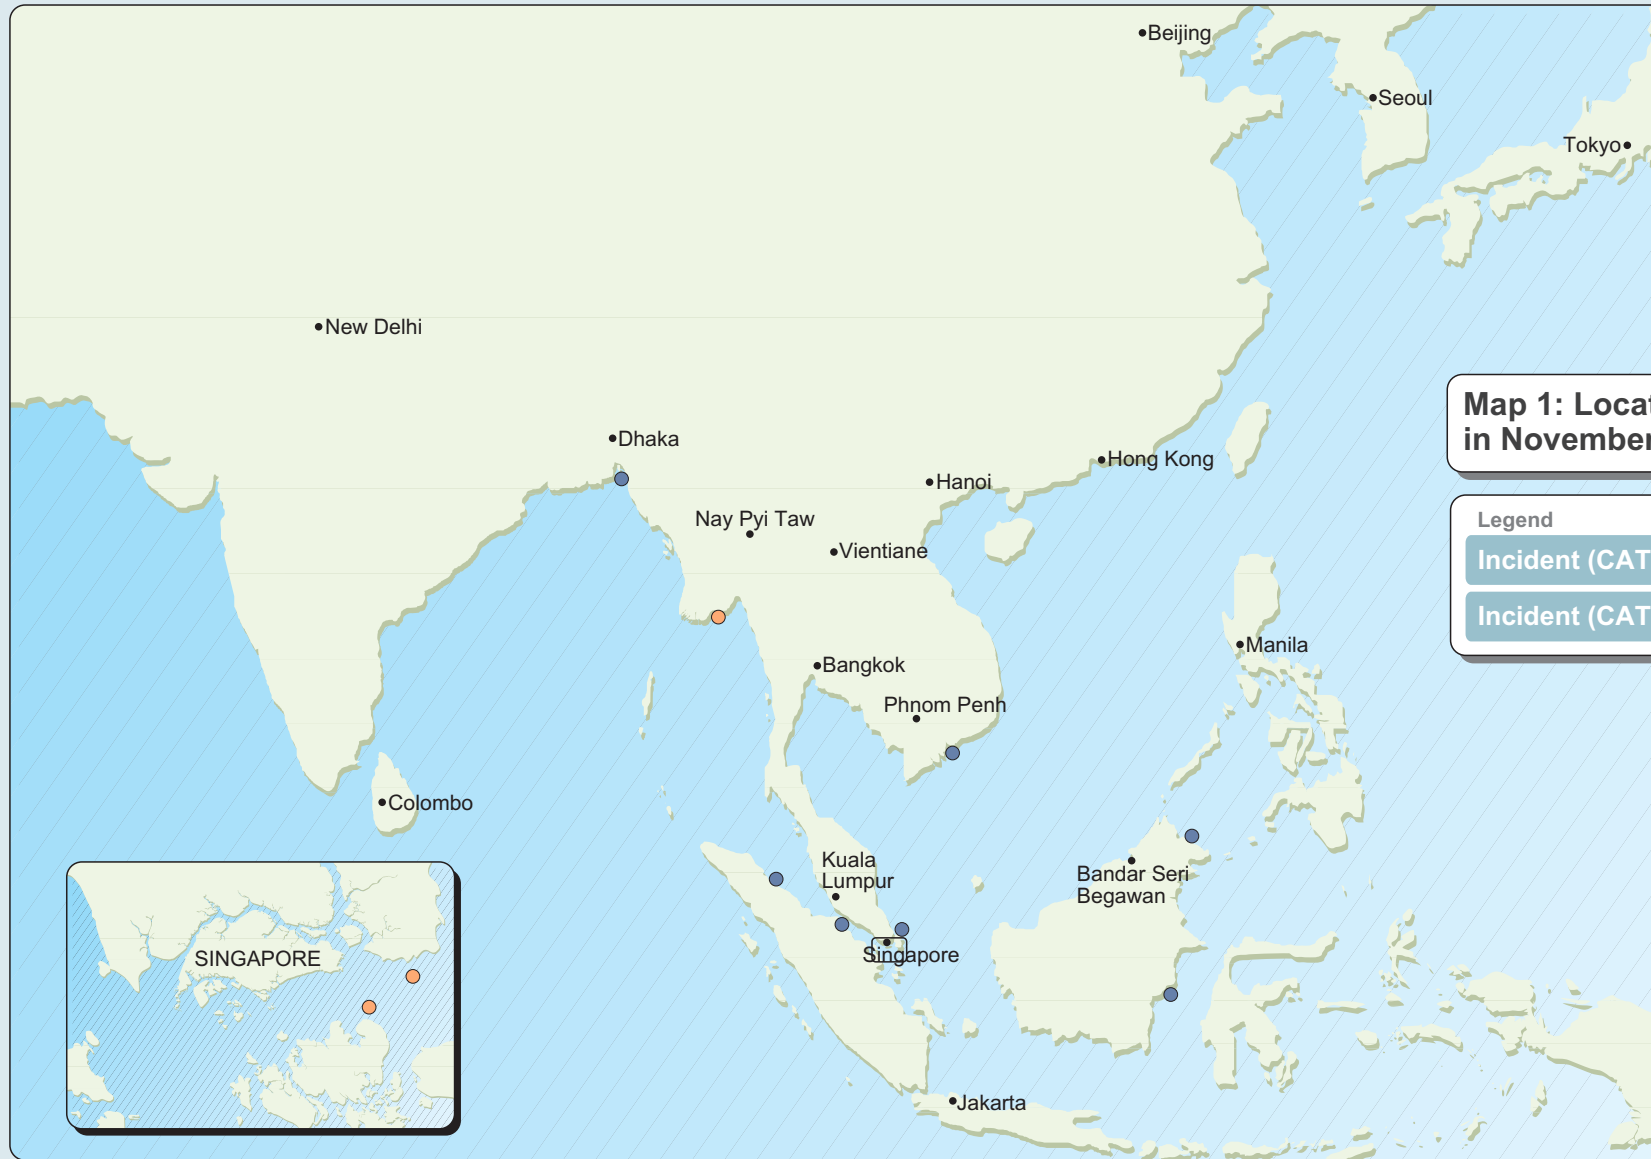 Beijing
Seoul
Tokyo
New Delhi
Map 1: Locat
in November
Dhaka
Hong Kong
Hanoi
Legend
Nay Pyi Taw
Vientiane
Incident (CAT
Incident (CAT
Manila
Bangkok
Phnom Penh
Colombo
Kuala
Lumpur
Bandar Seri
Begawan
Singapore
SINGAPORE
Jakarta